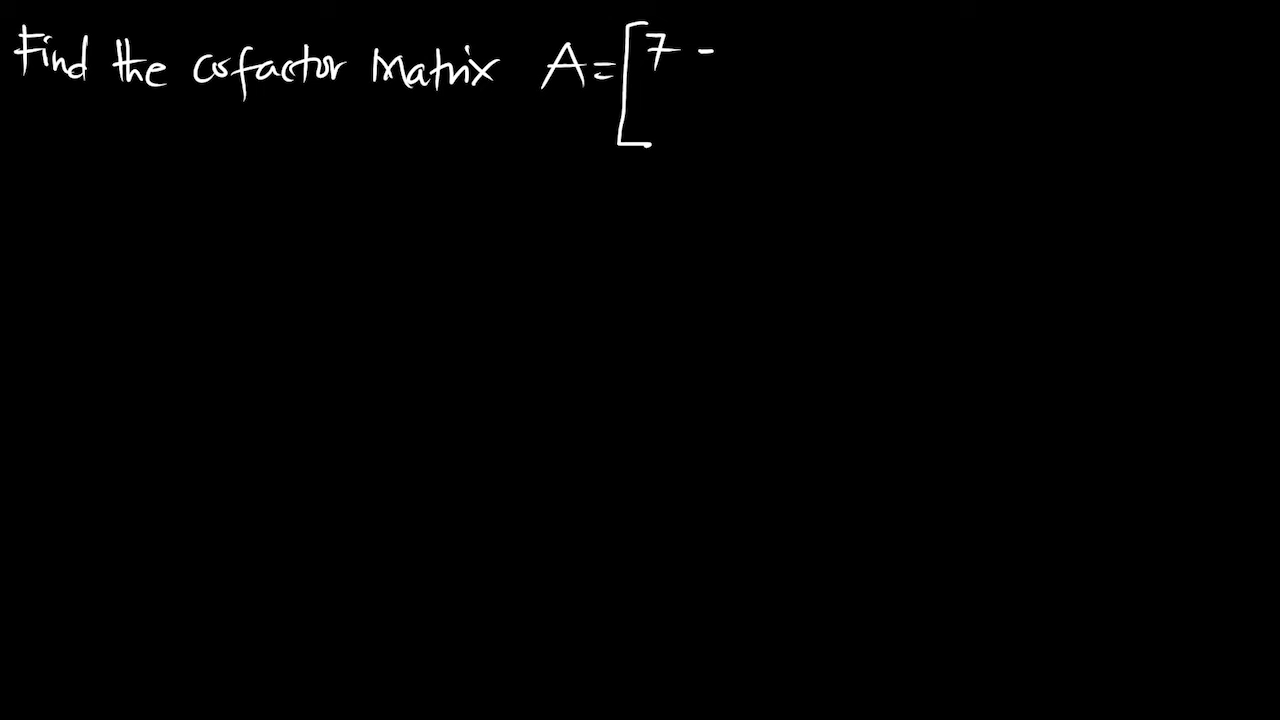 Find the cofactor Matrix A = [ 7 -